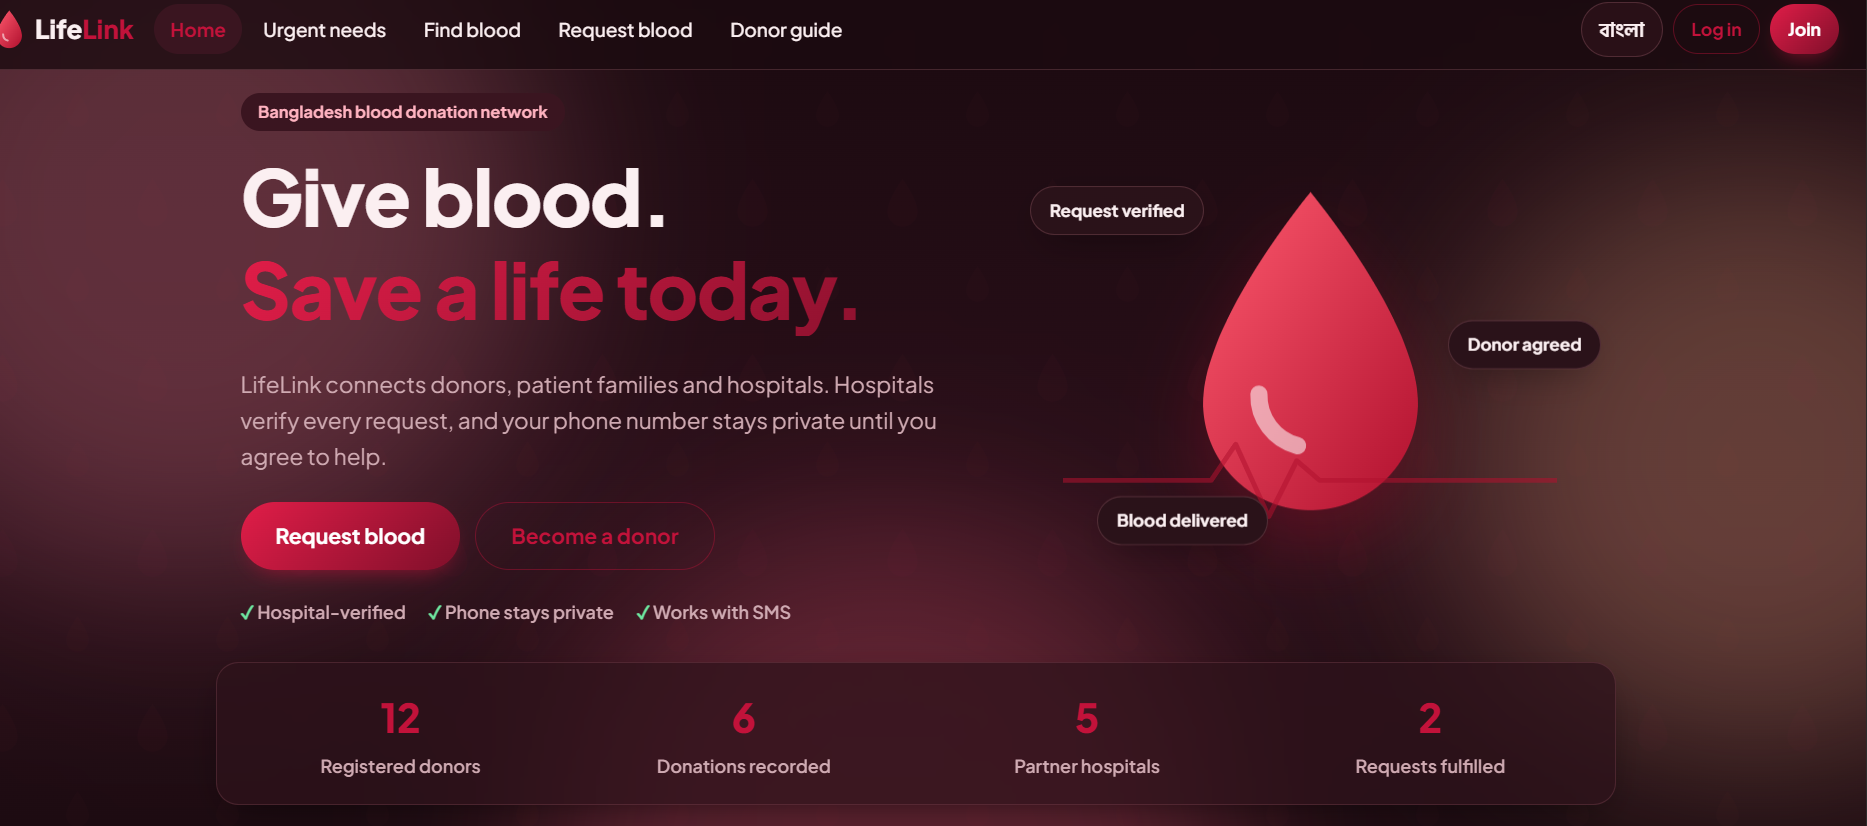 LifeLink
Home
Urgent needs
Find blood
Request blood
Donor guide
বাংলা
Log in
Join
Bangladesh blood donation network
Give blood.
Save a life today.
LifeLink connects donors, patient families and hospitals. Hospitals
verify every request, and your phone number stays private until you
agree to help.
Request blood
Become a donor
✓ Hospital-verified
✓ Phone stays private
✓ Works with SMS
Request verified
Donor agreed
Blood delivered
12
Registered donors
6
Donations recorded
5
Partner hospitals
2
Requests fulfilled